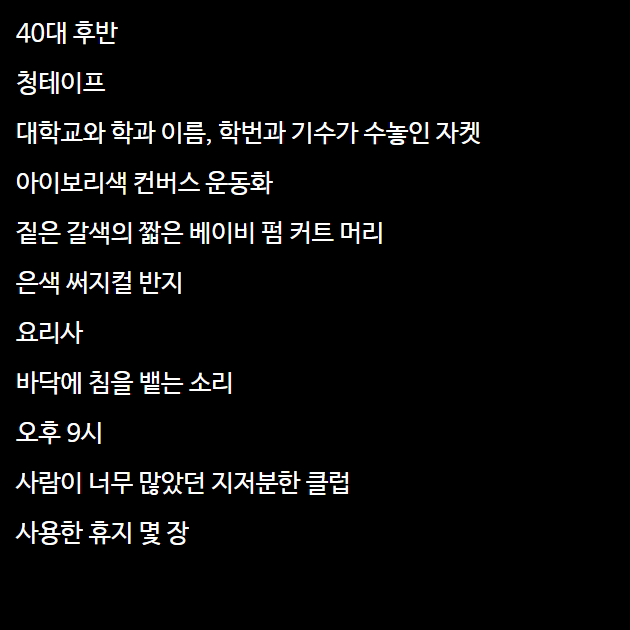 40대 후반
청테이프
대학교와 학과 이름, 학번과 기수가 수놓인 자켓
아이보리색 컨버스 운동화
짙은 갈색의 짧은 베이비 펌 커트 머리
은색 써지컬 반지
요리사
바닥에 침을 뱉는 소리
오후 9시
사람이 너무 많았던 지저분한 클럽
사용한 휴지 몇 장